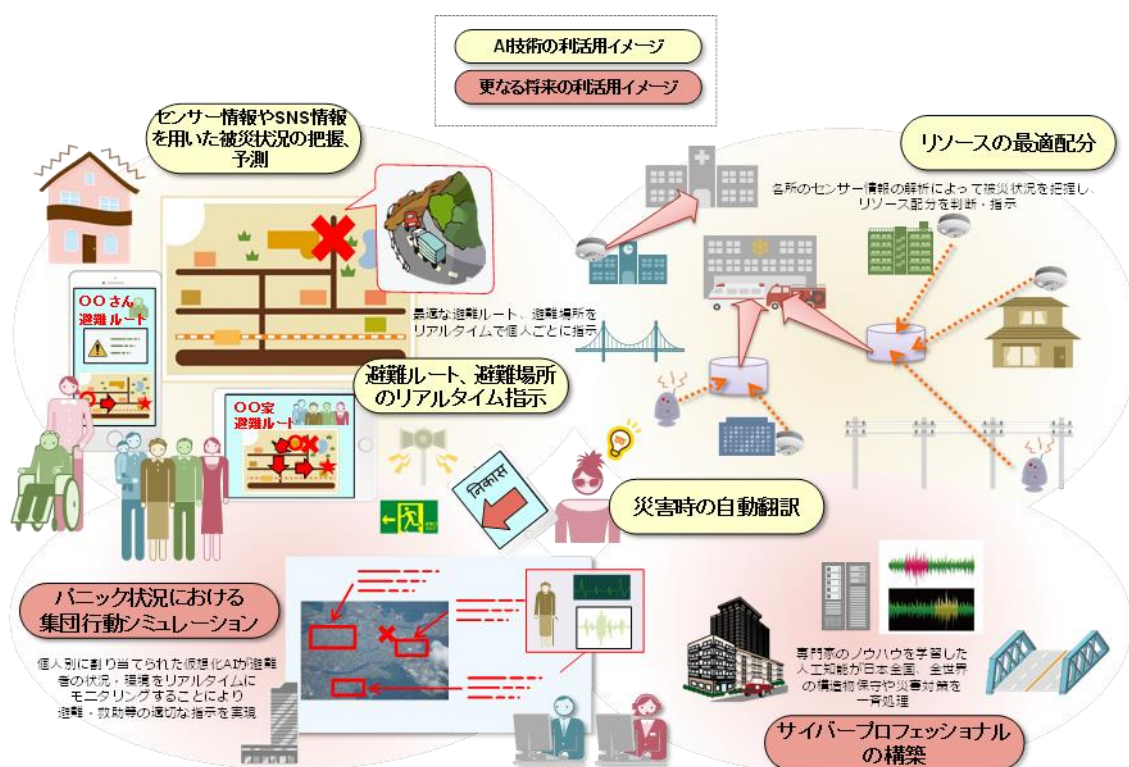 AI技術の利活用イメージ
更なる将来の利活用イメージ
センサー情報やSNS情報
を用いた被災状況の把握、
予測
リソースの最適配分
各所のセンサー情報の解析によって被災状況を把握し、
リソース配分を判断・指示
〇〇さん
避難ルート
最適な避難ルート、避難場所を
リアルタイムで個人ごとに指示
避難ルート、避難場所
のリアルタイム指示
〇〇家
避難ルート
निकास
災害時の自動翻訳
パニック状況における
集団行動シミュレーション
個人別に割り当てられた仮想化AIが避難
者の状況・環境をリアルタイムに
モニタリングすることにより
避難・救助等の適切な指示を実現
専門家のノウハウを学習した
人工知能が日本全国、全世界
の構造物保守や災害対策を
一斉処理
サイバープロフェッショナル
の構築